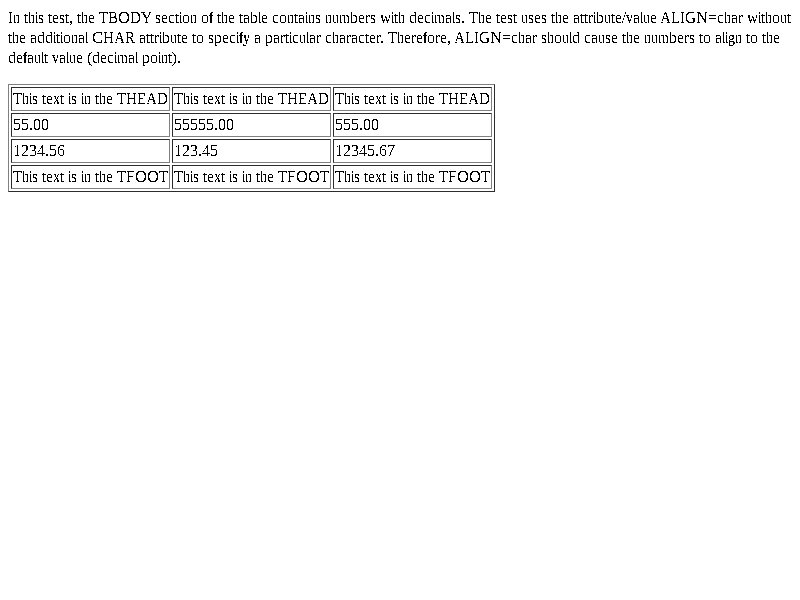 In this test, the TBODY section of the table contains numbers with decimals. The test uses the attribute/value ALIGN=char without
the additional CHAR attribute to specify a particular character. Therefore, ALIGN=char should cause the numbers to align to the
default value (decimal point).
This text is in the THEAD This text is in the THEAD This text is in the THEAD
55.00 55555.00 555.00
1234.56 123.45 12345.67
This text is in the TFOOT This text is in the TFOOT This text is in the TFOOT